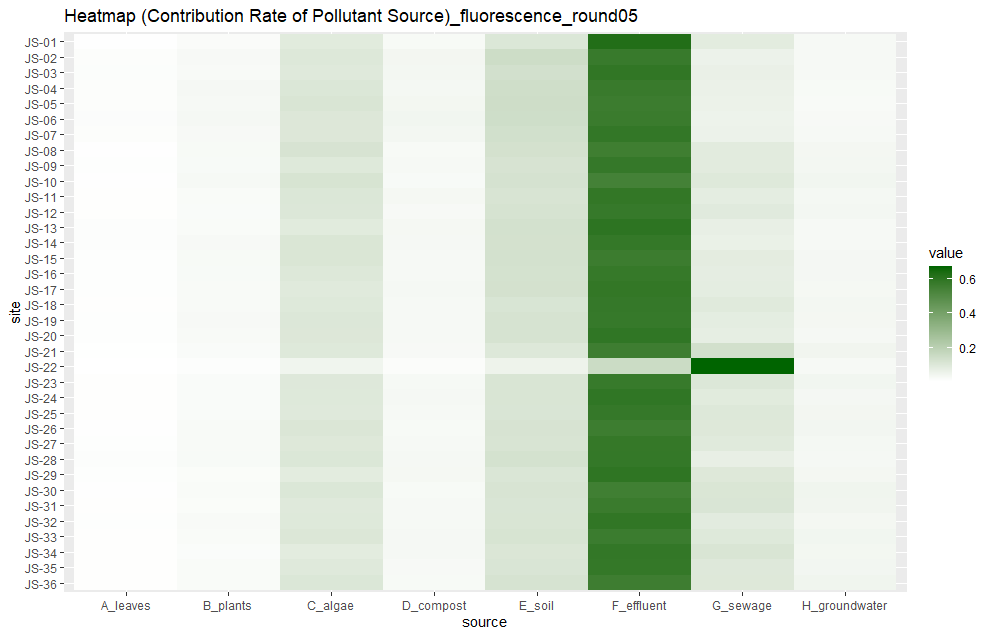 Heatmap (Contribution Rate of Pollutant Source)_fluorescence_round05
JS-01
JS-02
JS-03
JS-04
JS-05
JS-06
JS-07
JS-08
JS-09
JS-10
JS-11
JS-12
JS-13
JS-14
JS-15
JS-16
JS-17
JS-18
JS-19
JS-20
JS-21
JS-22
JS-23
JS-24
JS-25
JS-26
JS-27
JS-28
JS-29
JS-30
JS-31
JS-32
JS-33
JS-34
JS-35
JS-36
site
A_leaves B_plants C_algae D_compost E_soil F_effluent G_sewage H_groundwater
source
value
0.6
0.4
0.2